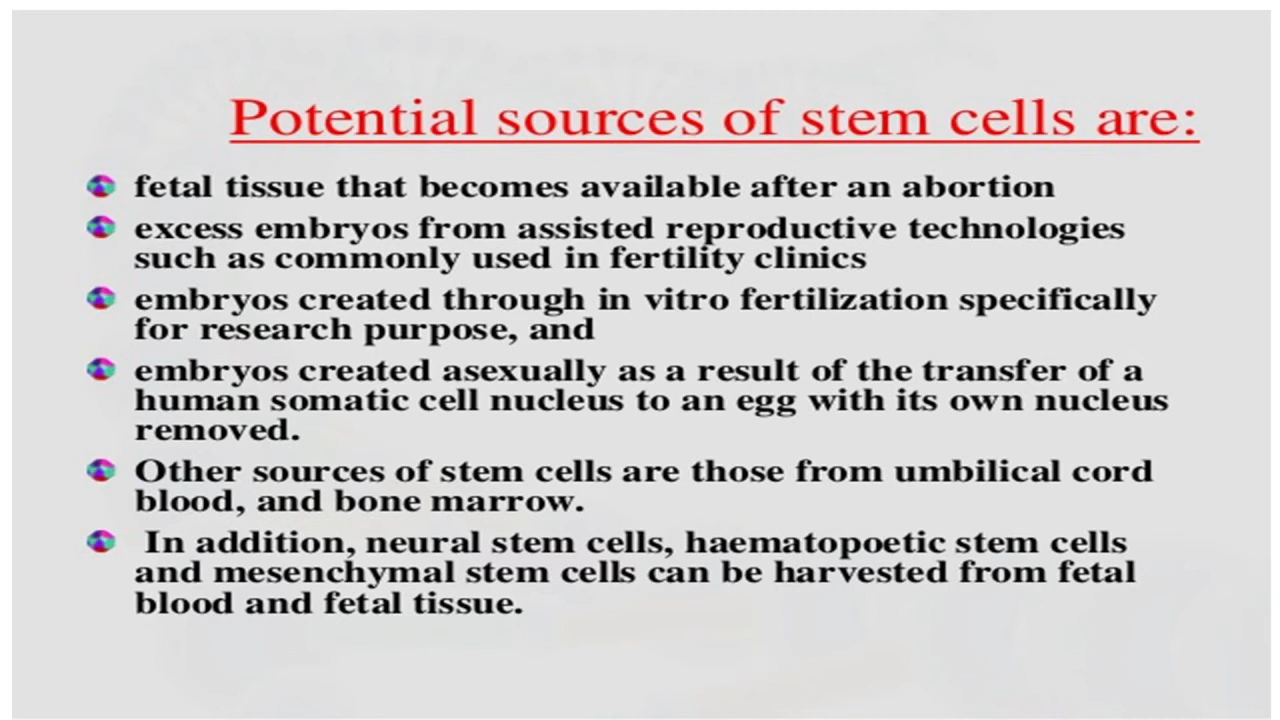 Potential sources of stem cells are:
fetal tissue that becomes available after an abortion
excess embryos from assisted reproductive technologies
such as commonly used in fertility clinics
embryos created through in vitro fertilization specifically
for research purpose, and
embryos created asexually as a result of the transfer of a
human somatic cell nucleus to an egg with its own nucleus
removed.
Other sources of stem cells are those from umbilical cord
blood, and bone marrow.
In addition, neural stem cells, haematopoetic stem cells
and mesenchymal stem cells can be harvested from fetal
blood and fetal tissue.